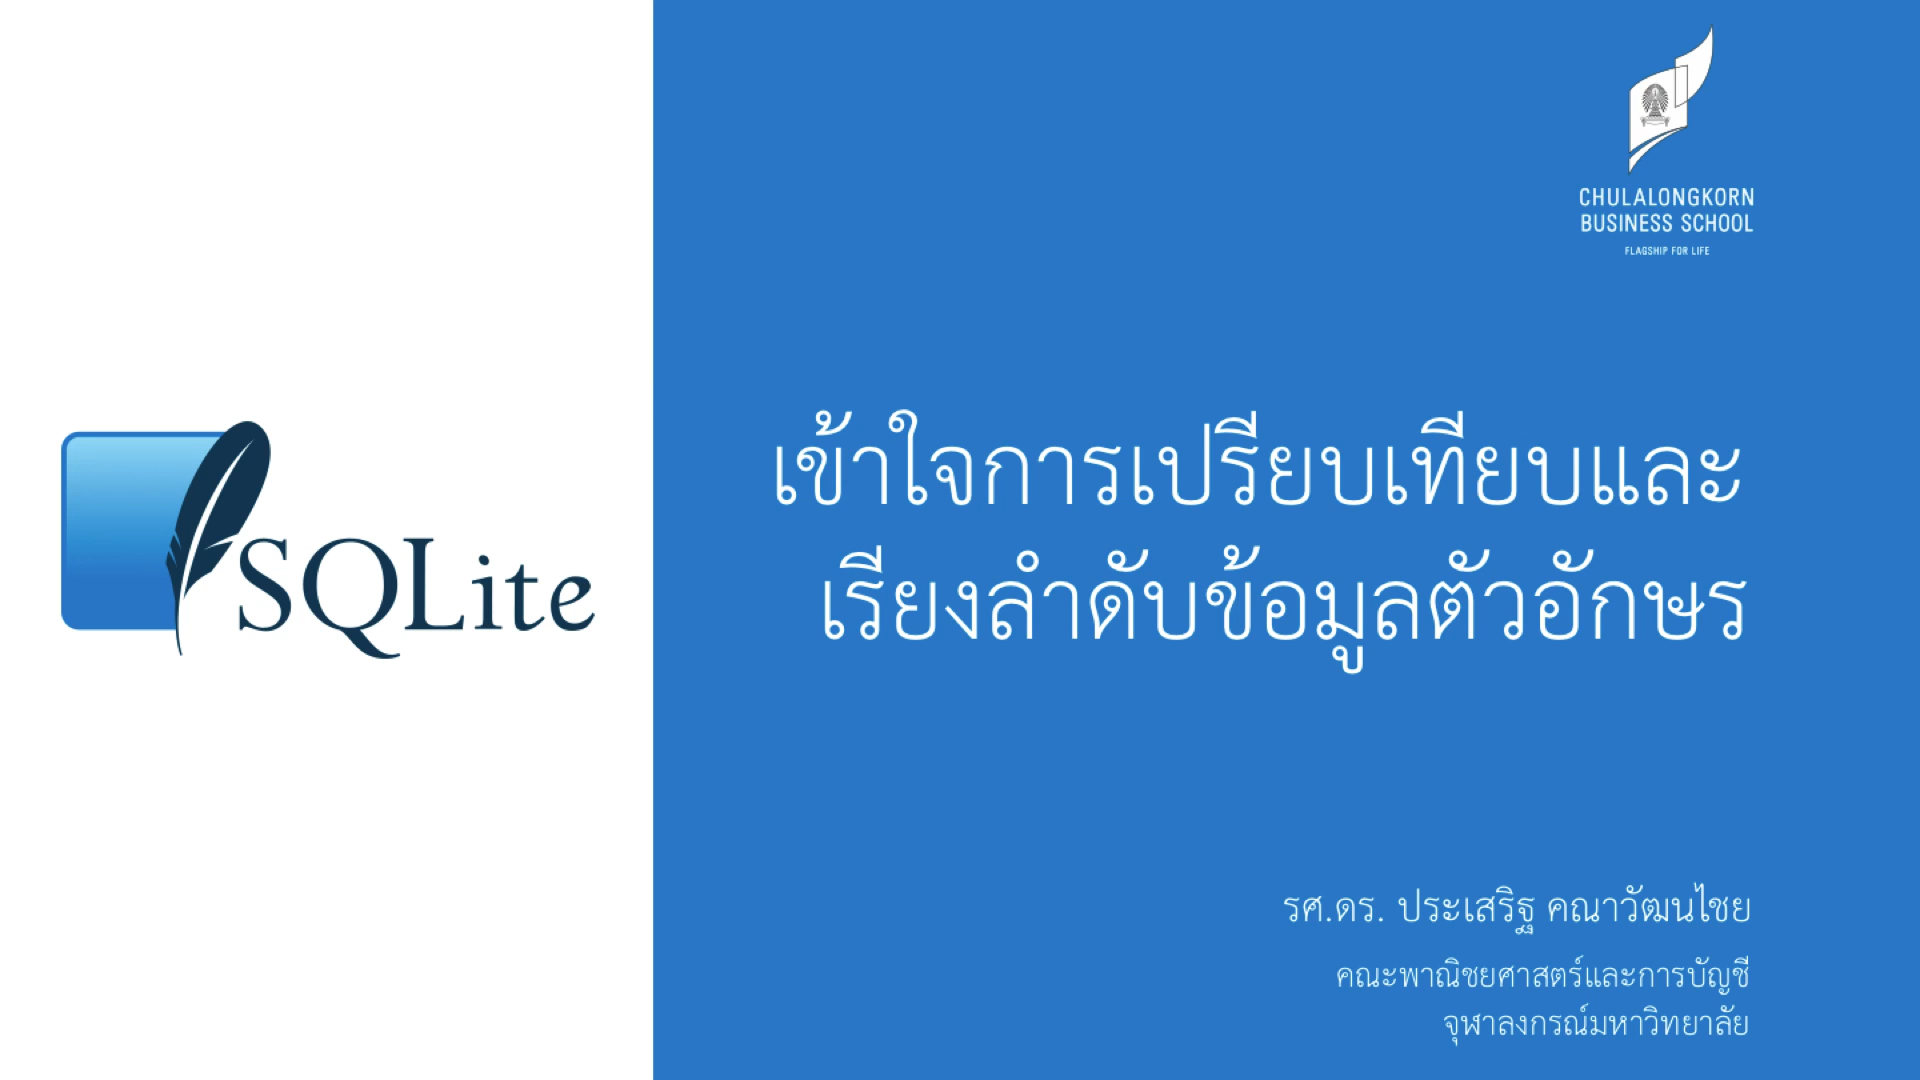 CHULALONGKORN
BUSINESS SCHOOL
FLAGSHIP FOR LIFE
SQLite
เข้าใจการเปรียบเทียบและ
เรียงลำดับข้อมูลตัวอักษร
รศ.ดร. ประเสริฐ คณาวัฒนไชย
คณะพาณิชยศาสตร์และการบัญชี
จุฬาลงกรณ์มหาวิทยาลัย